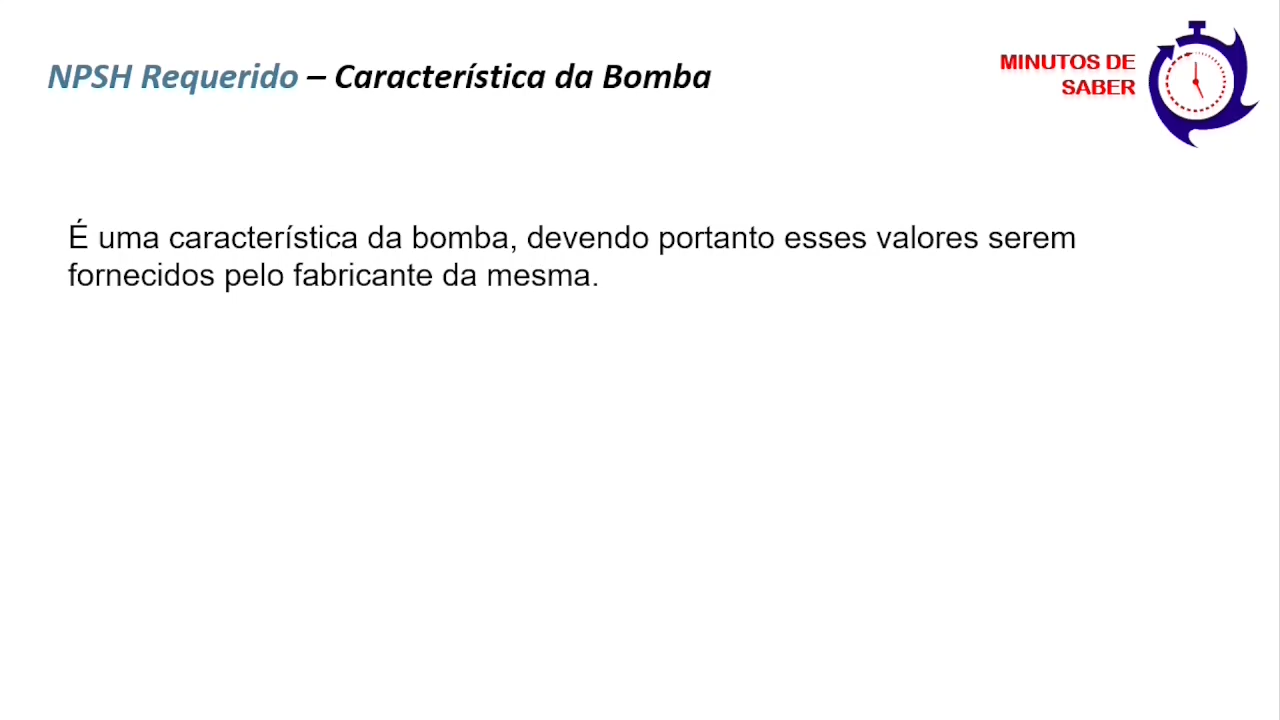 NPSH Requerido – Característica da Bomba
MINUTOS DE
SABER
É uma característica da bomba, devendo portanto esses valores serem
fornecidos pelo fabricante da mesma.